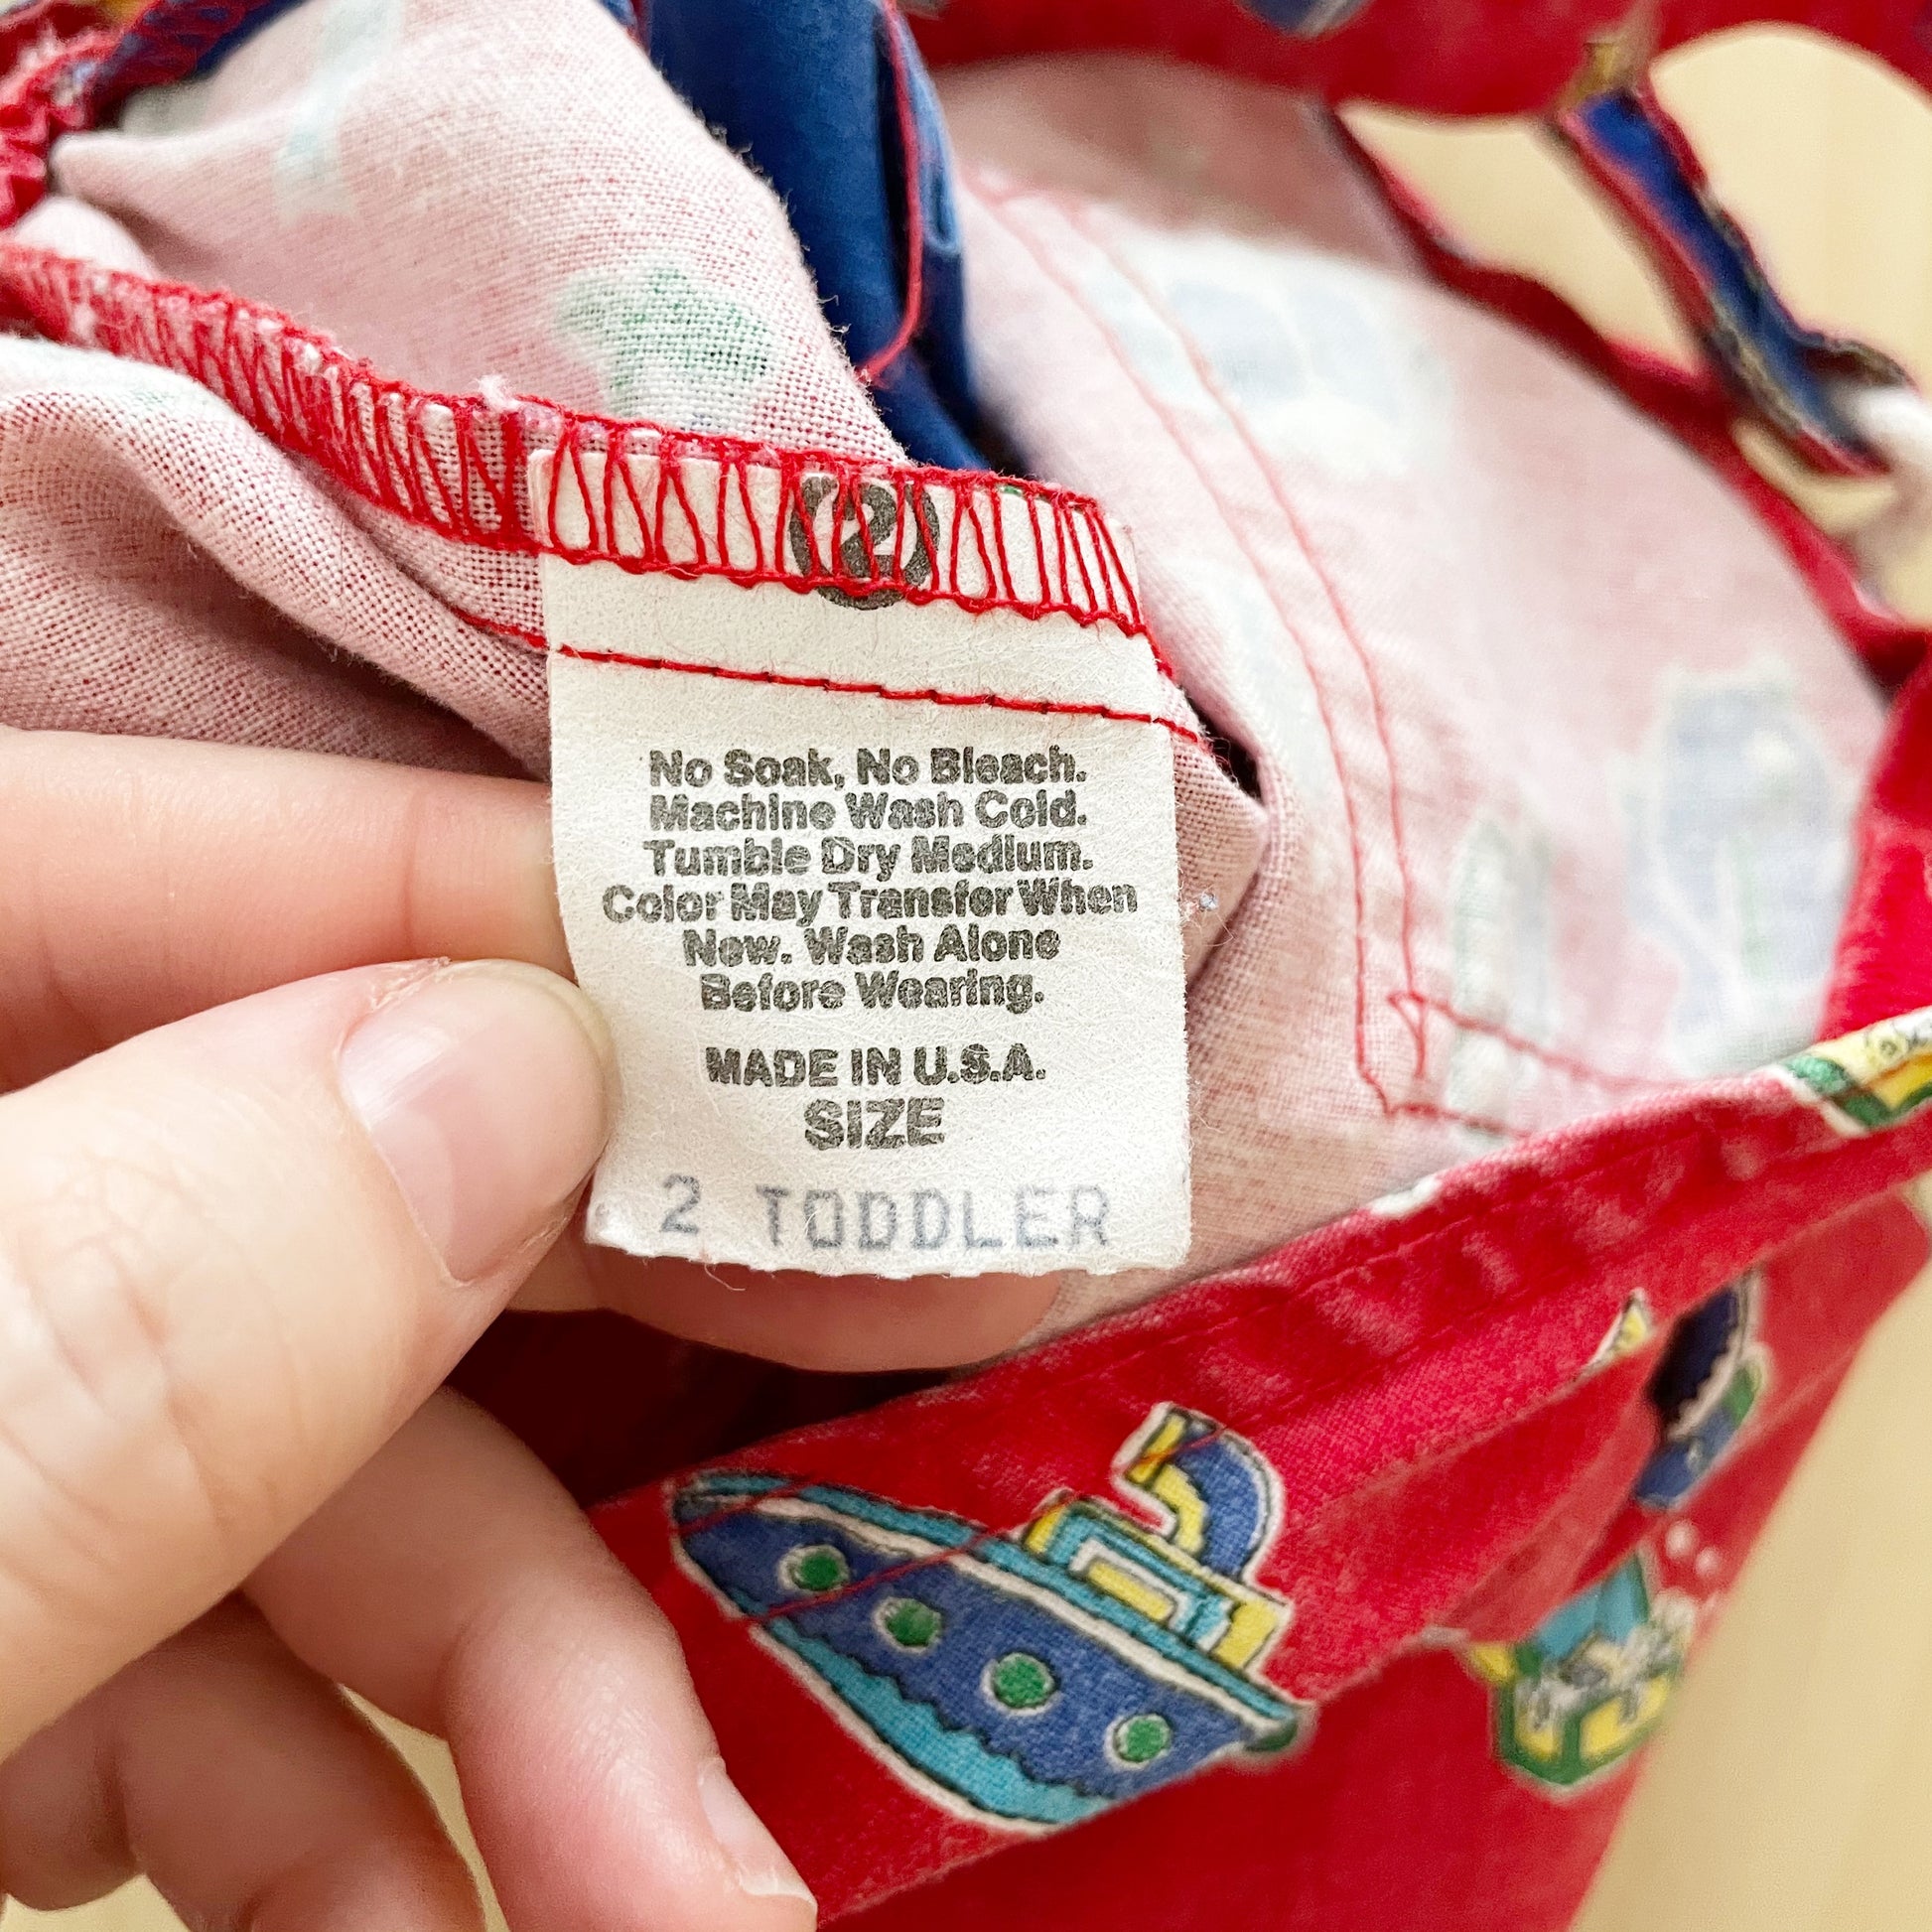 2
No Soak, No Bleach.
Machine Wash Cold.
Tumble Dry Medium.
Color May Transfer When
New. Wash Alone
Before Wearing.
MADE IN U.S.A.
SIZE
2 TODDLER